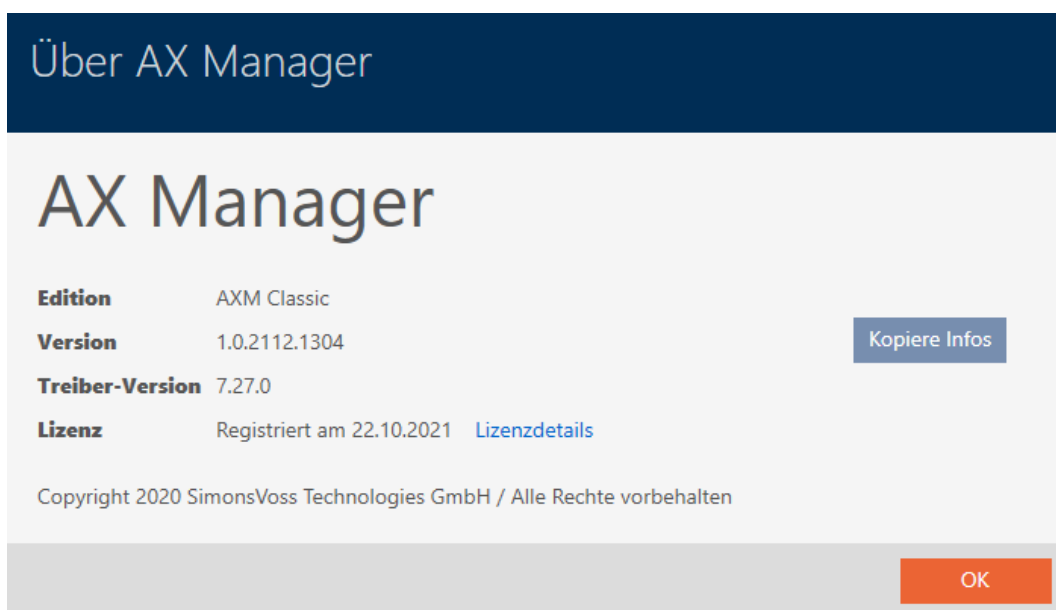 Über AX Manager
AX Manager
Edition AXM Classic
Version 1.0.2112.1304
Kopiere Infos
Treiber-Version 7.27.0
Lizenz Registriert am 22.10.2021 Lizenzdetails
Copyright 2020 SimonsVoss Technologies GmbH / Alle Rechte vorbehalten
OK